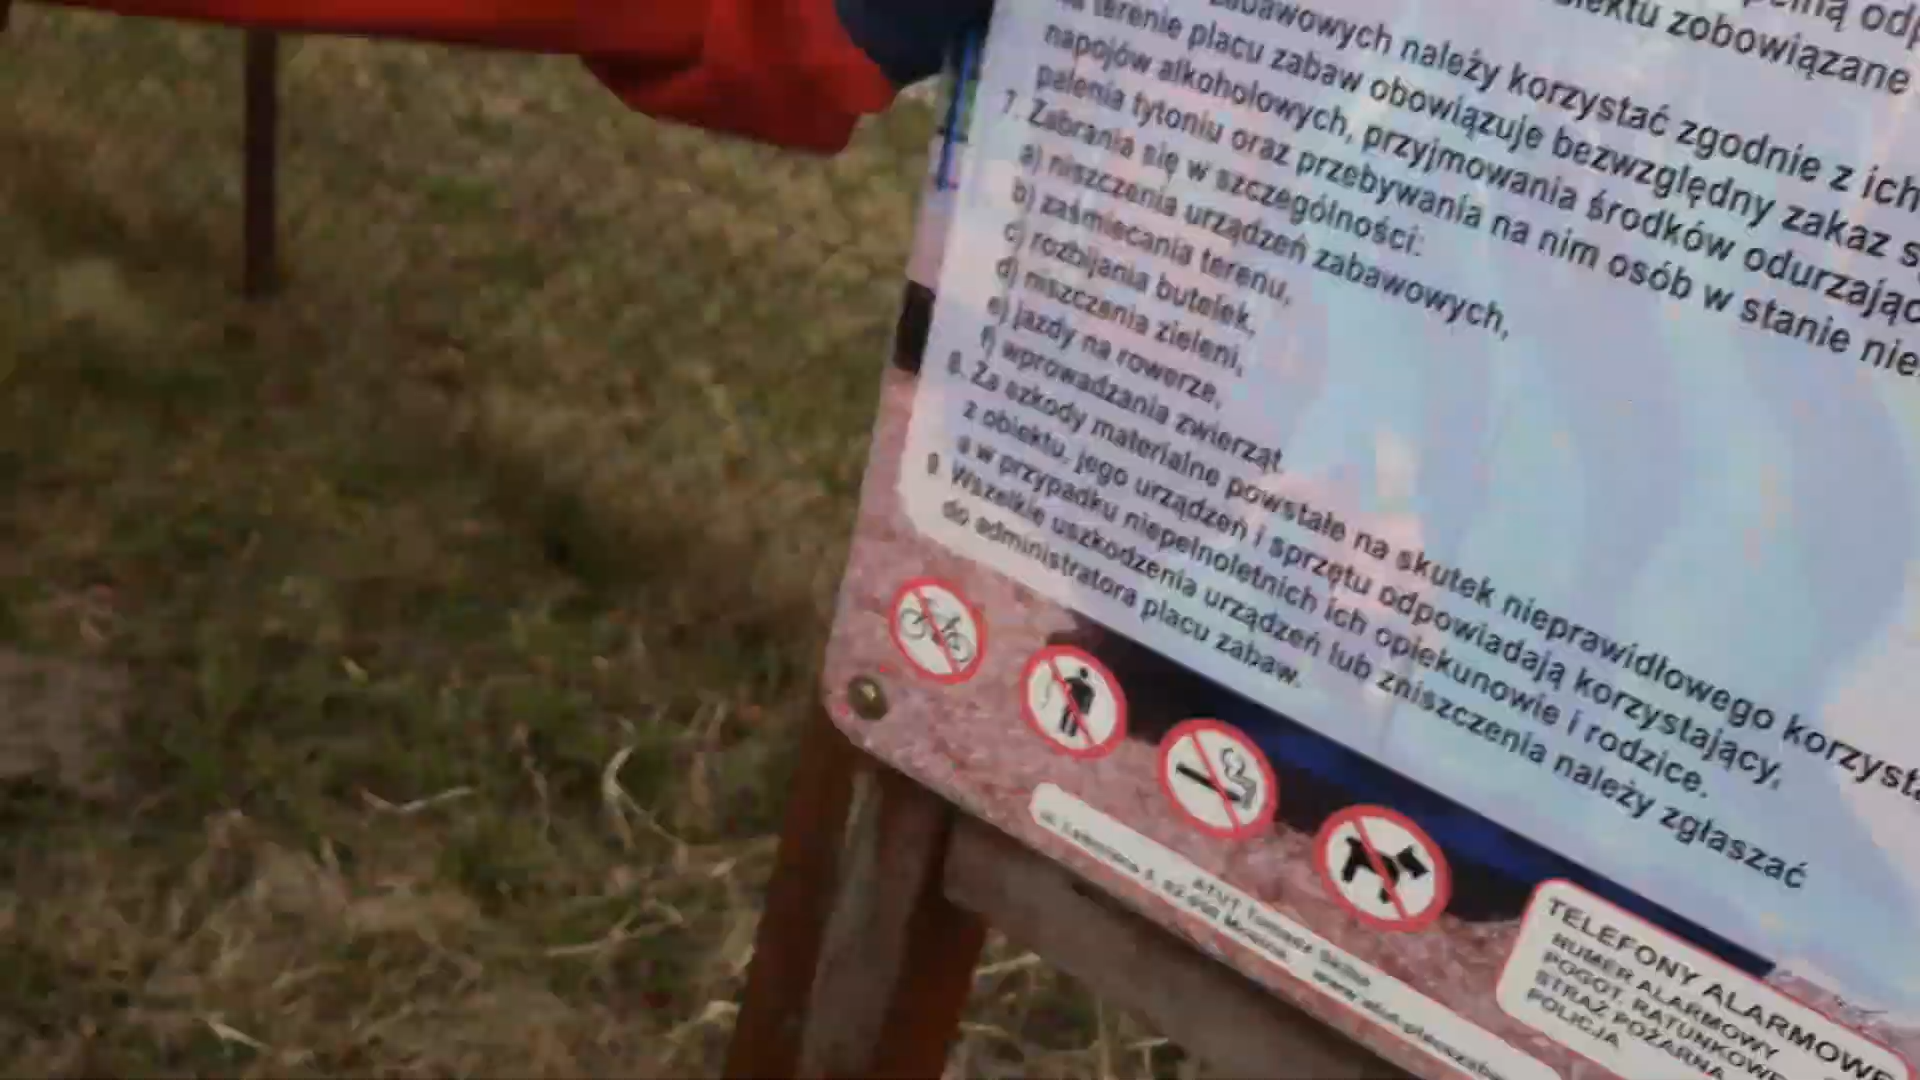 pełną odp
obiektu zobowiązane
zabawowych należy korzystać zgodnie z ich
terenie placu zabaw obowiązuje bezwzględny zakaz
napojów alkoholowych, przyjmowania środków odurzając
palenia tytoniu oraz przebywania na nim osób w stanie nie
7. Zabrania się w szczególności:
a) niszczenia urządzeń zabawowych,
b) zaśmiecania terenu,
c) rozbijania butelek,
d) niszczenia zieleni,
e) jazdy na rowerze,
f) wprowadzania zwierząt
8. Za szkody materialne powstałe na skutek nieprawidłowego korzysta
z obiektu, jego urządzeń i sprzętu odpowiadają korzystający,
a w przypadku niepełnoletnich ich opiekunowie i rodzice.
9. Wszelkie uszkodzenia urządzeń lub zniszczenia należy zgłaszać
do administratora placu zabaw.
TELEFONY ALARMOWE
NUMER ALARMOWY
POGOT. RATUNKOWE
STRAŻ POŻARNA
POLICJA